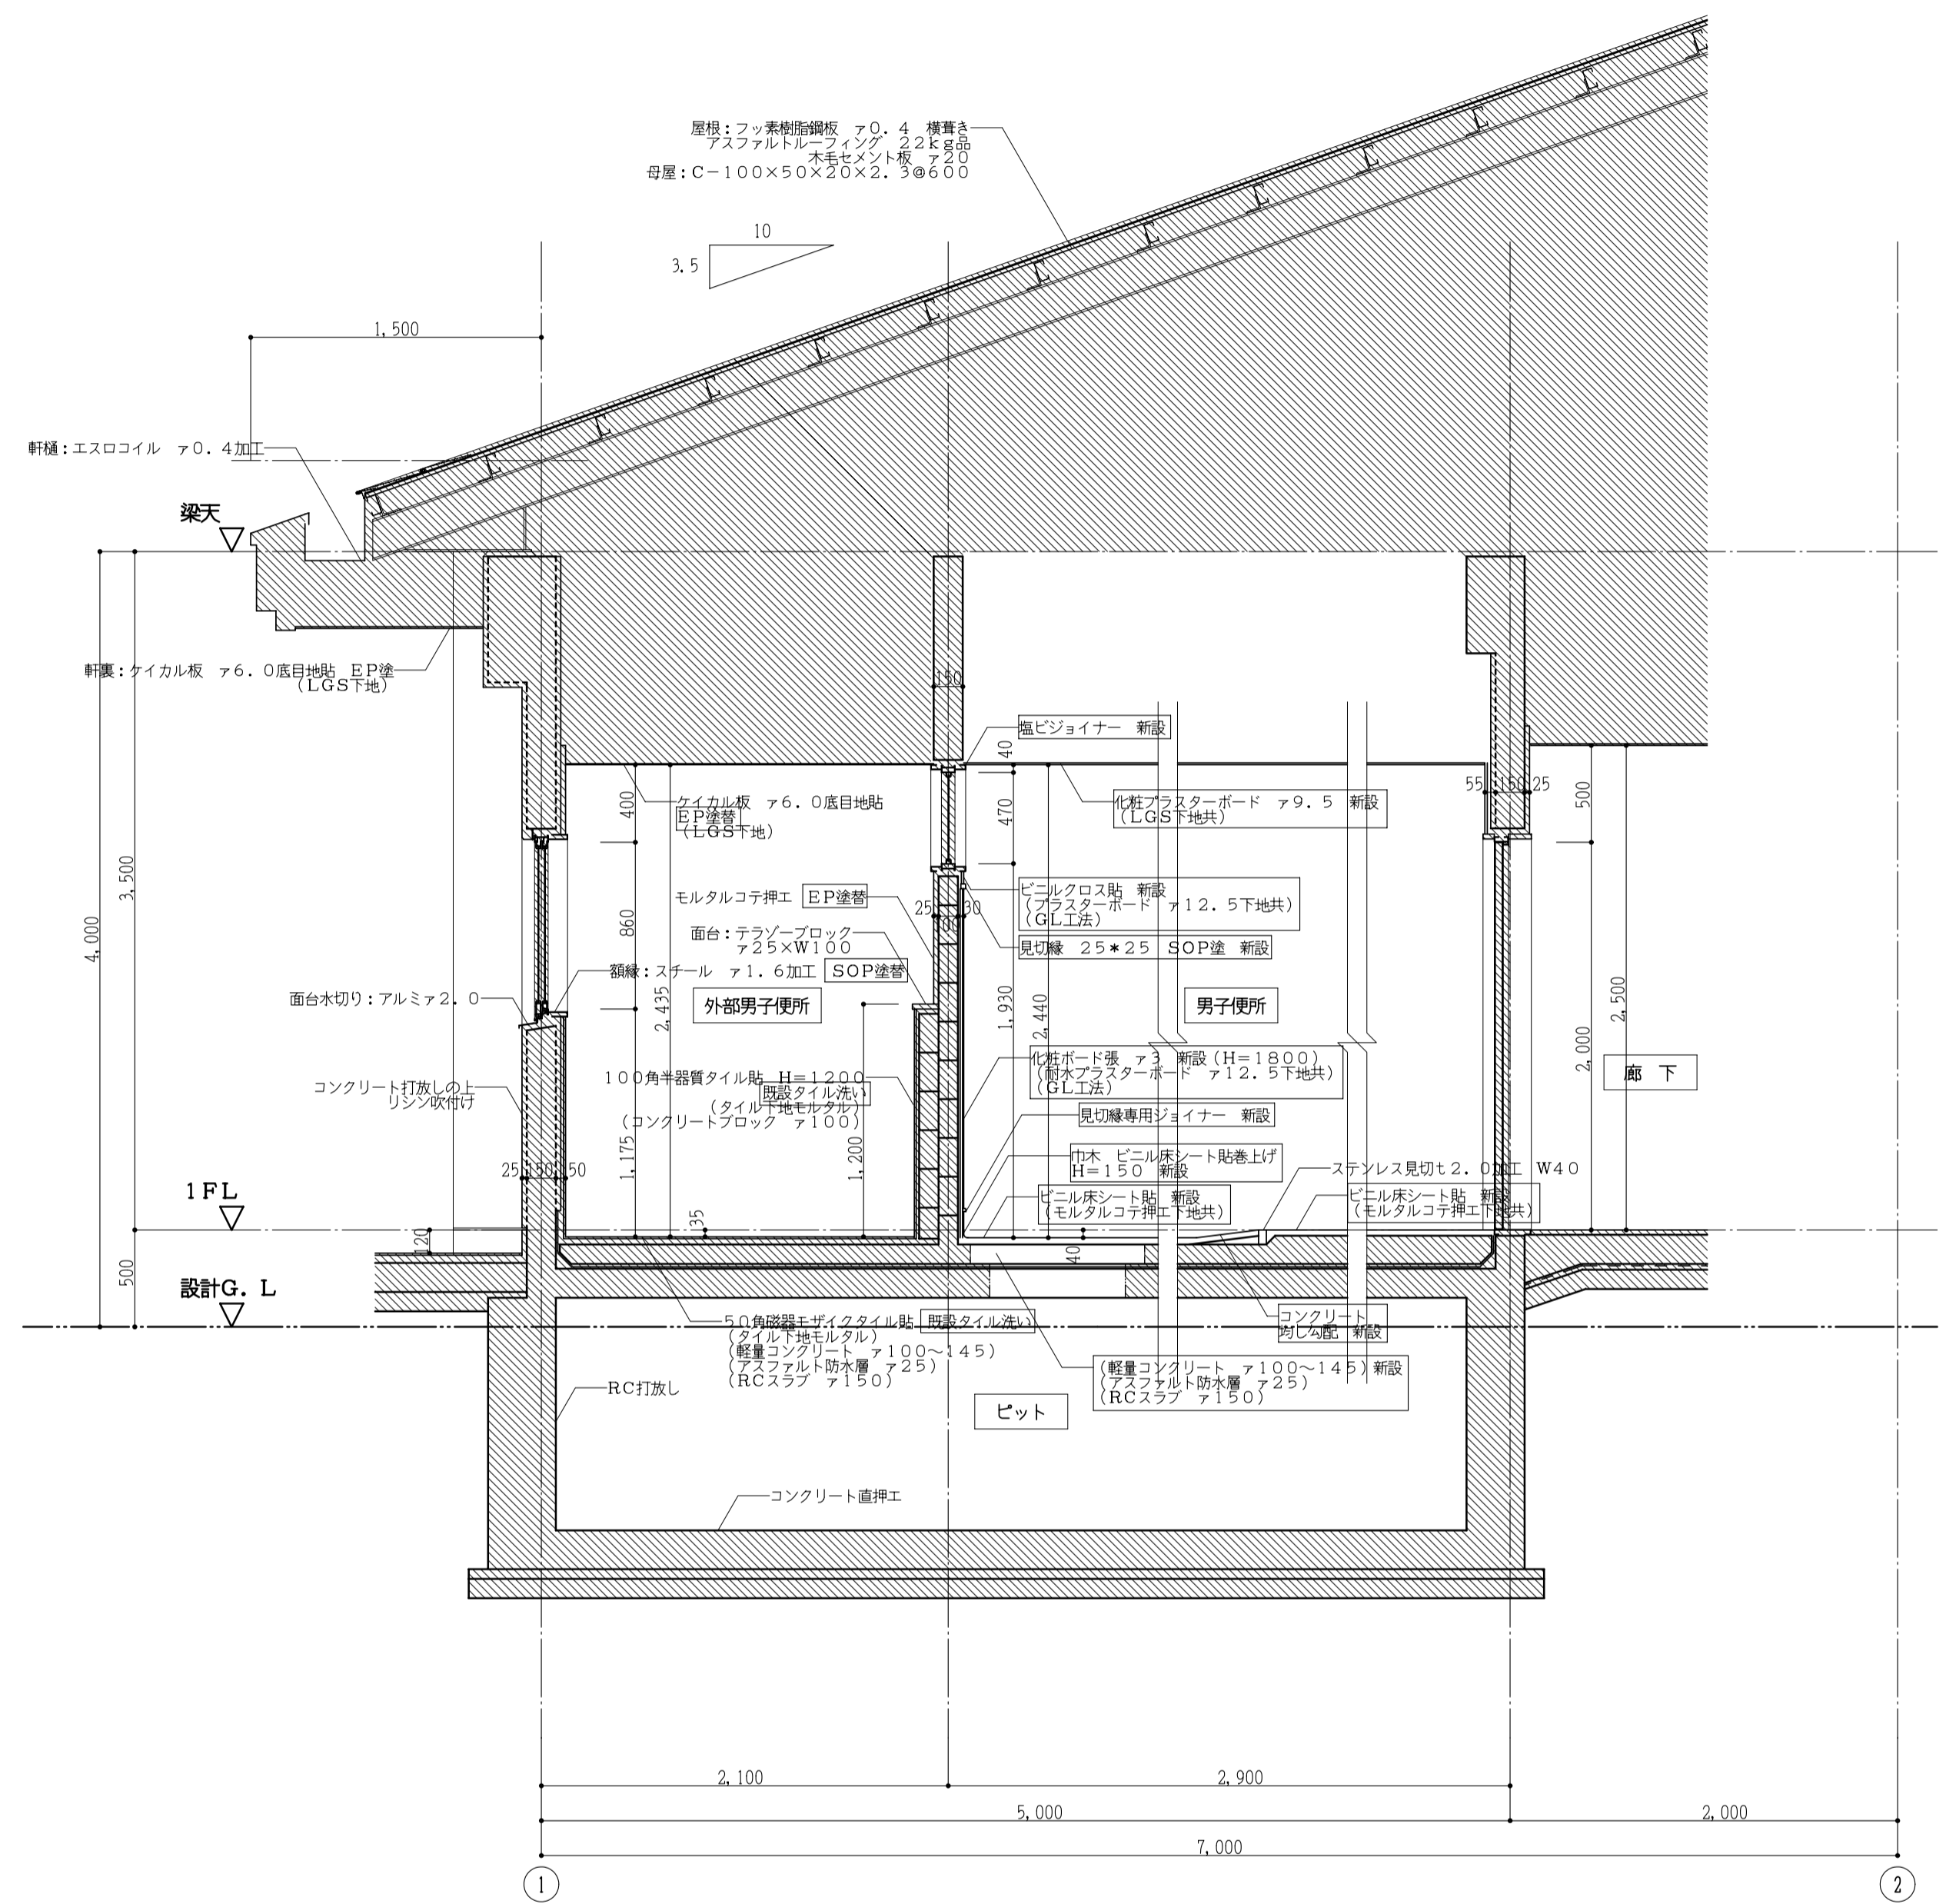 屋根：フッ素樹脂鋼板　ァ０．４　横葺き
アスファルトルーフィング　２２ｋｇ品
木毛セメント板　ァ２０
母屋：Ｃ－１００×５０×２０×２．３＠６００
10
3.5
1,500
軒樋：エスロコイル　ァ０．４加工
梁天
軒裏：ケイカル板　ァ６．０底目地貼　ＥＰ塗
（ＬＧＳ下地）
150
塩ビジョイナー　新設
40
ケイカル板　ァ６．０底目地貼
ＥＰ塗替
（ＬＧＳ下地）
400
470
化粧プラスターボード　ァ９．５　新設
（ＬＧＳ下地共）
55
150
25
500
3,500
4,000
モルタルコテ押エ　ＥＰ塗替
25
100
30
ビニルクロス貼　新設
（プラスターボード　ァ１２．５下地共）
（ＧＬ工法）
860
面台：テラゾーブロック
ァ２５×Ｗ１００
見切縁　２５＊２５　ＳＯＰ塗　新設
額縁：スチール　ァ１．６加工　ＳＯＰ塗替
面台水切り：アルミァ２．０
2,435
外部男子便所
1,930
2,440
男子便所
2,500
2,000
廊　下
１００角半器質タイル貼　Ｈ＝１２００
既設タイル洗い
（タイル下地モルタル）
（コンクリートブロック　ァ１００）
化粧ボード張　ァ３　新設（Ｈ＝１８００）
（耐水プラスターボード　ァ１２．５下地共）
（ＧＬ工法）
コンクリート打放しの上
リシン吹付け
見切縁専用ジョイナー　新設
1,175
1,200
巾木　ビニル床シート貼巻上げ
Ｈ＝１５０　新設
ステンレス見切ｔ２．０加工　Ｗ４０
25
150
50
１ＦＬ
ビニル床シート貼　新設
（モルタルコテ押エ下地共）
ビニル床シート貼　新設
（モルタルコテ押エ下地共）
35
120
40
500
設計Ｇ．Ｌ
５０角磁器モザイクタイル貼　既設タイル洗い
（タイル下地モルタル）
（軽量コンクリート　ァ１００～１４５）
（アスファルト防水層　ァ２５）
（ＲＣスラブ　ァ１５０）
コンクリート
均し勾配　新設
（軽量コンクリート　ァ１００～１４５）新設
（アスファルト防水層　ァ２５）
（ＲＣスラブ　ァ１５０）
ＲＣ打放し
ピット
コンクリート直押エ
2,100
2,900
5,000
2,000
7,000
1
2